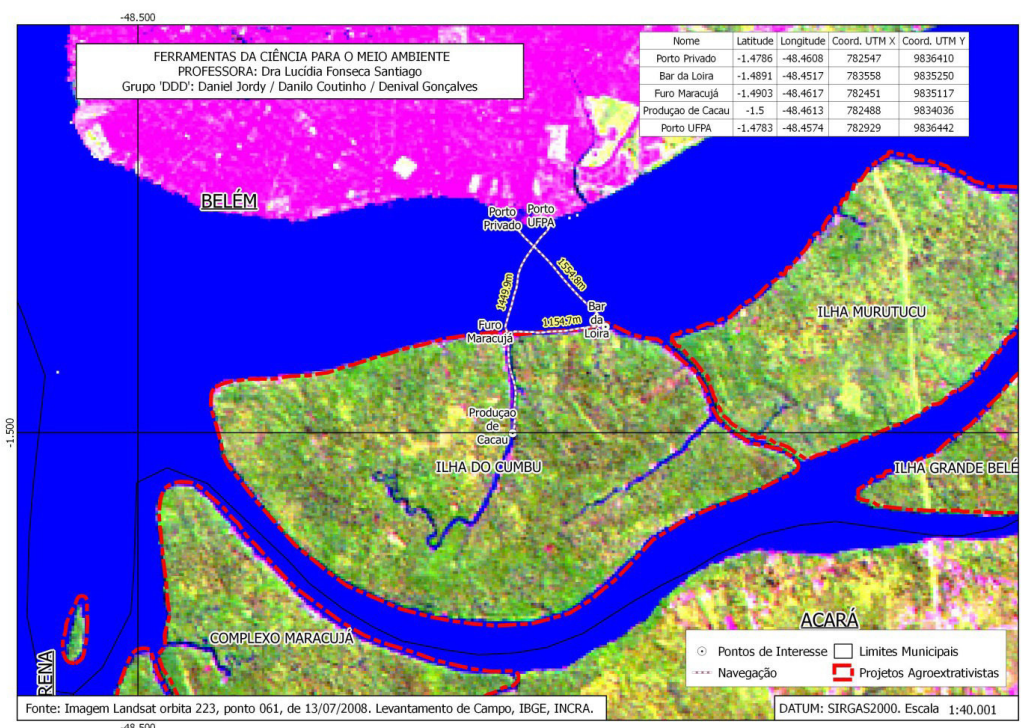 -48.500
FERRAMENTAS DA CIÊNCIA PARA O MEIO AMBIENTE
PROFESSORA: Dra Lucídia Fonseca Santiago
Grupo 'DDD': Daniel Jordy / Danilo Coutinho / Denival Gonçalves
Nome Latitude Longitude Coord. UTM X Coord. UTM Y
Porto Privado -1.4786 -48.4608 782547 9836410
Bar da Loira -1.4891 -48.4517 783558 9835250
Furo Maracujá -1.4903 -48.4617 782451 9835117
Produçao de Cacau -1.5 -48.4613 782488 9834036
Porto UFPA -1.4783 -48.4574 782929 9836442
BELÉM
Porto
Privado
Porto
UFPA
1449.9m
1554.8m
Bar
da
Loira
1154.7m
Furo
Maracujá
ILHA MURUTUCU
Produçao
de
Cacau
-1.500
ILHA DO CUMBU
ILHA GRANDE BELÉ
COMPLEXO MARACUJÁ
ACARÁ
RENA
Pontos de Interesse
Limites Municipais
Navegação
Projetos Agroextrativistas
Fonte: Imagem Landsat orbita 223, ponto 061, de 13/07/2008. Levantamento de Campo, IBGE, INCRA.
DATUM: SIRGAS2000. Escala 1:40.001
-48.500